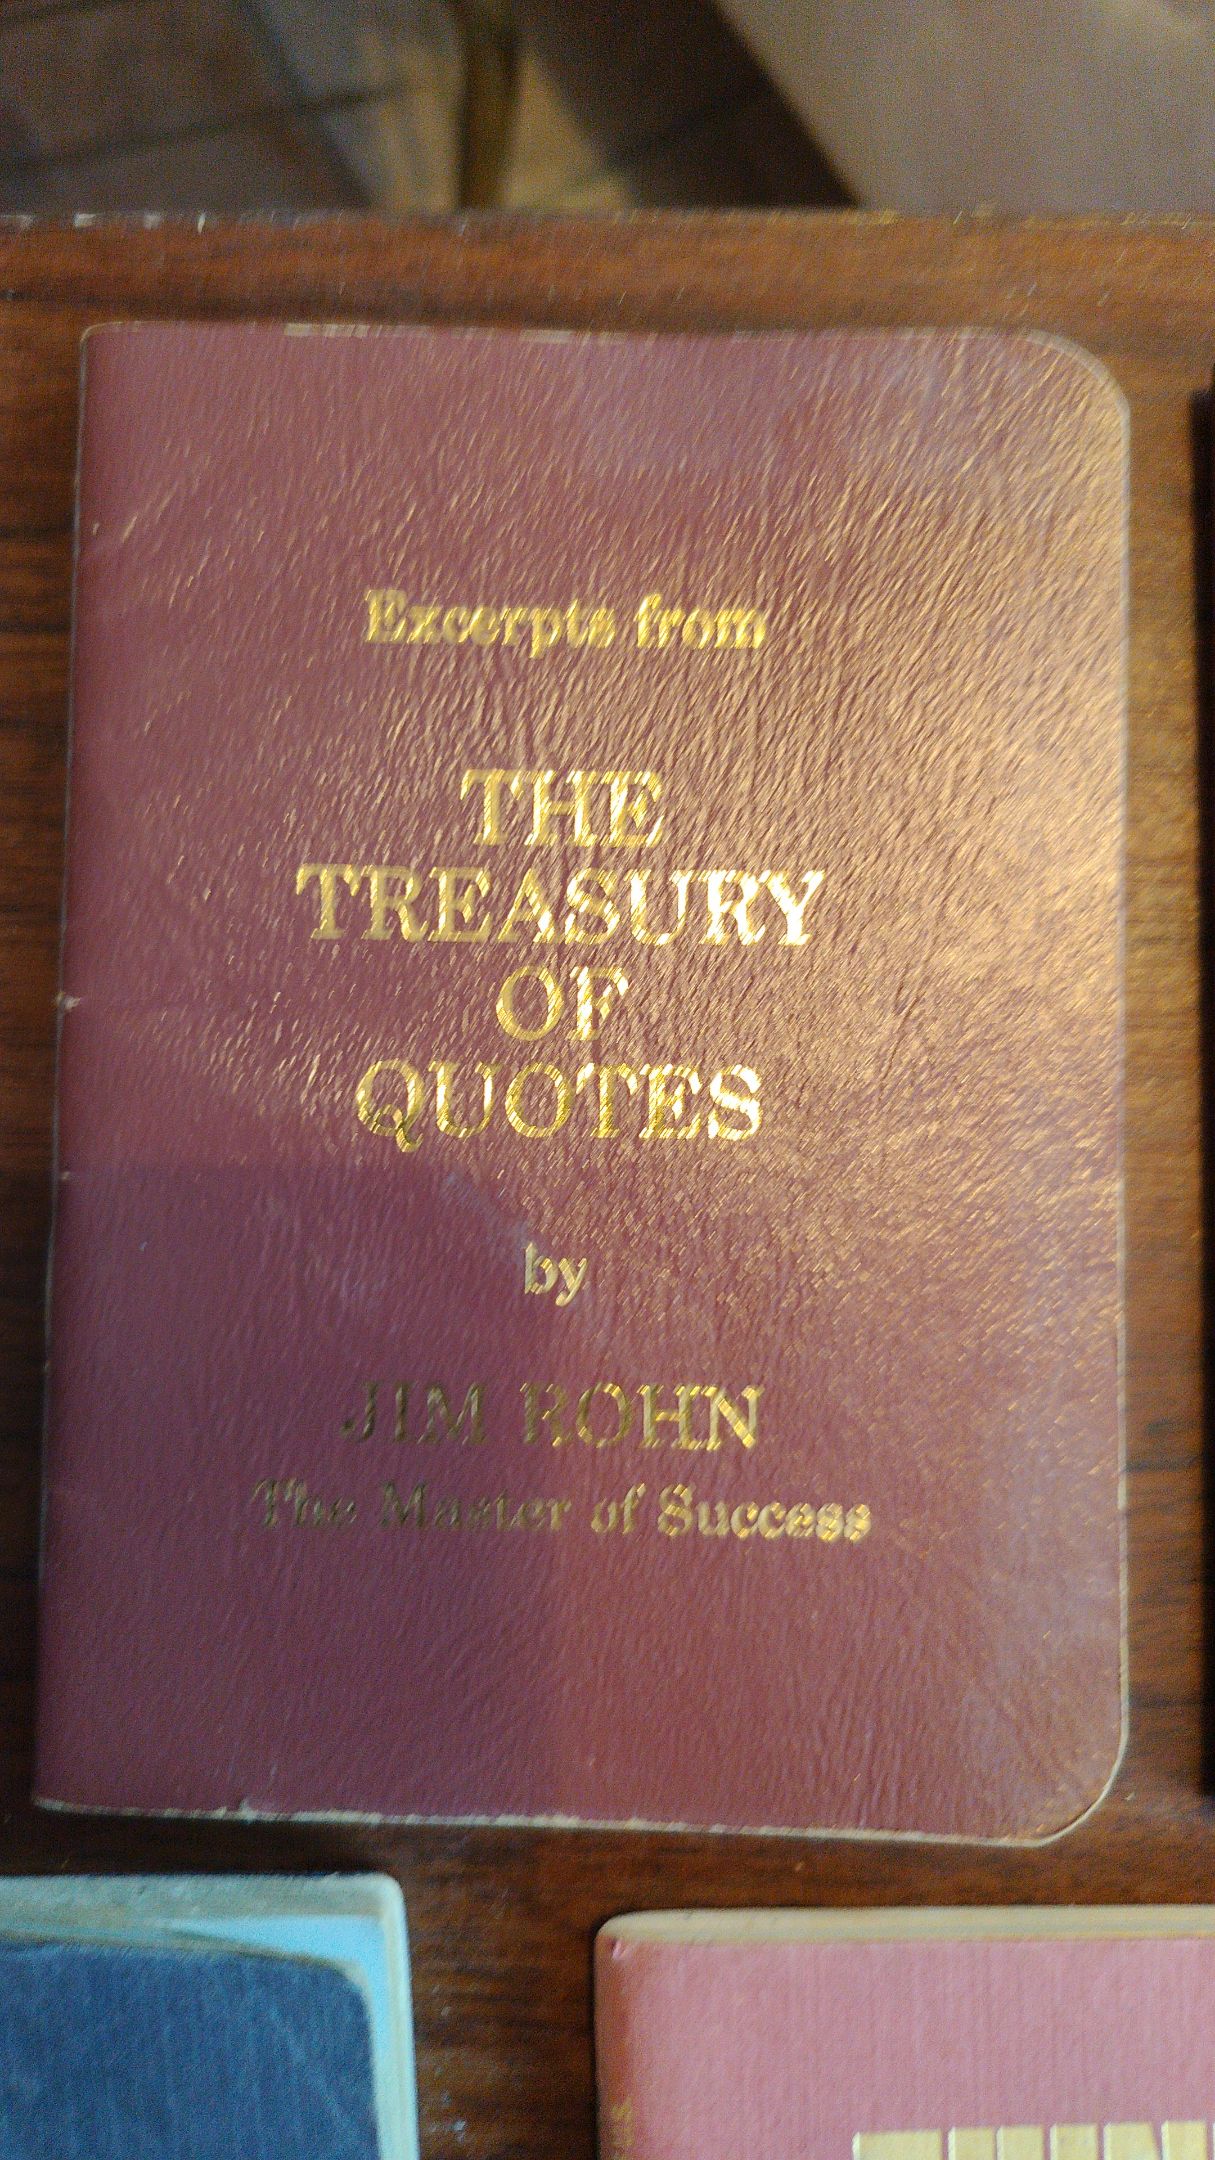 Excerpts from
THE
TREASURY
OF
QUOTES
by
JIM ROHN
The Master of Success